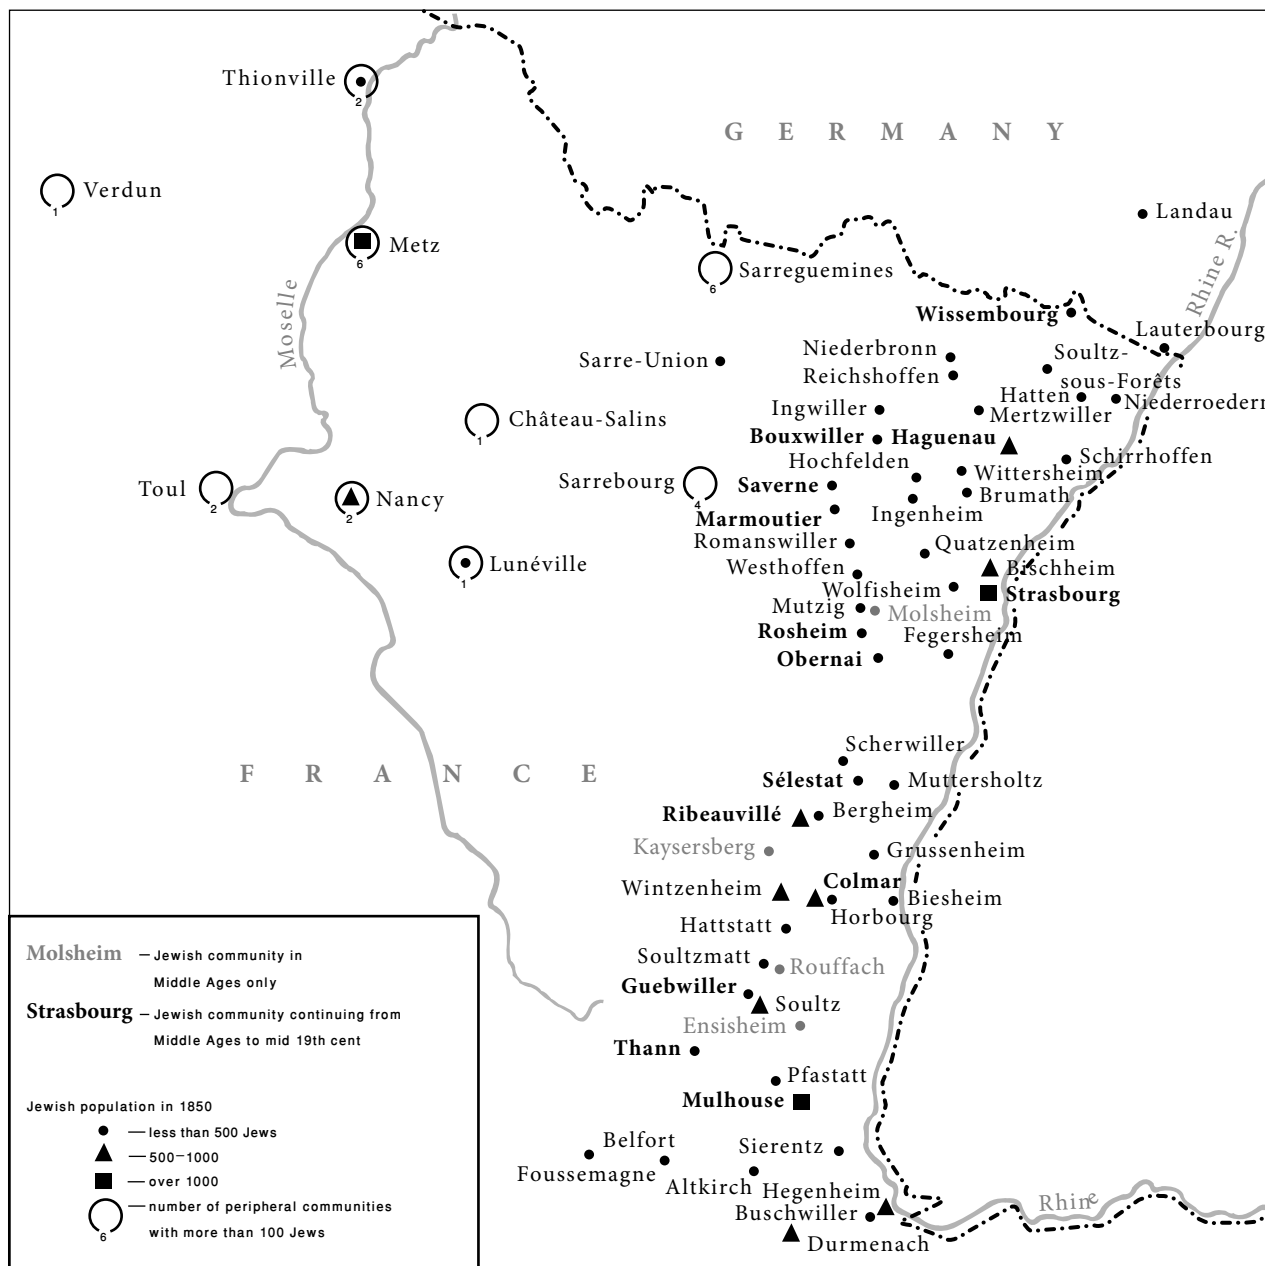 Thionville
2
G E R M A N Y
Verdun
1
Landau
Metz
6
Sarreguemines
6
Rhine R.
Moselle
Wissembourg
Lauterbourg
Sarre-Union
Niederbronn
Soultz-
sous-Forêts
Reichshoffen
Hatten
Niederroedern
Ingwiller
Mertzwiller
Château-Salins
1
Bouxwiller
Haguenau
Schirrhoffen
Hochfelden
Wittersheim
Sarrebourg
4
Saverne
Brumath
Toul
2
Nancy
2
Marmoutier
Ingenheim
Romanswiller
Quatzenheim
Lunéville
1
Westhoffen
Bischheim
Wolfisheim
Strasbourg
Mutzig
Molsheim
Rosheim
Fegersheim
Obernai
Scherwiller
F R A N C E
Sélestat
Muttersholtz
Ribeauvillé
Bergheim
Kaysersberg
Grussenheim
Wintzenheim
Colmar
Biesheim
Horbourg
Hattstatt
Soultzmatt
Rouffach
Guebwiller
Soultz
Ensisheim
Thann
Pfastatt
Mulhouse
Belfort
Sierentz
Foussemagne
Altkirch
Hegenheim
Buschwiller
Durmenach
Rhine
Molsheim — Jewish community in
Middle Ages only
Strasbourg — Jewish community continuing from
Middle Ages to mid 19th cent
Jewish population in 1850
— less than 500 Jews
— 500–1000
— over 1000
— number of peripheral communities
6
with more than 100 Jews